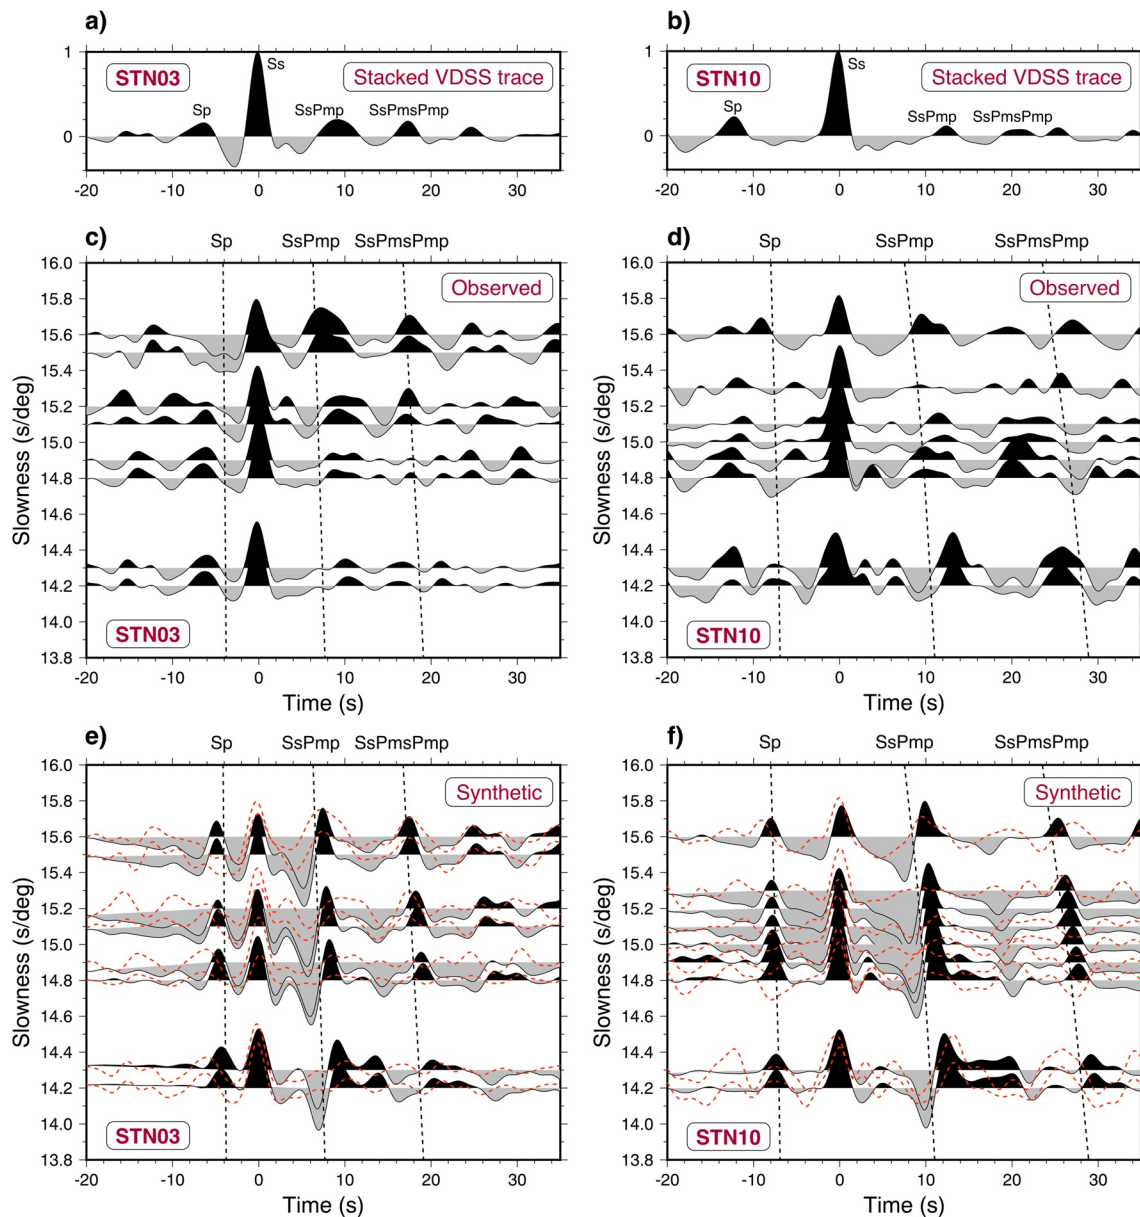 a)
1
0
STN03
Stacked VDSS trace
Ss
Sp
SsPmp
SsPmsPmp
-20 -10 0 10 20 30
b)
1
0
STN10
Stacked VDSS trace
Ss
Sp
SsPmp
SsPmsPmp
-20 -10 0 10 20 30
c)
Sp SsPmp SsPmsPmp
Observed
Slowness (s/deg)
16.0
15.8
15.6
15.4
15.2
15.0
14.8
14.6
14.4
14.2
14.0
13.8
STN03
-20 -10 0 10 20 30
Time (s)
d)
Sp SsPmp SsPmsPmp
Observed
Slowness (s/deg)
16.0
15.8
15.6
15.4
15.2
15.0
14.8
14.6
14.4
14.2
14.0
13.8
STN10
-20 -10 0 10 20 30
Time (s)
e)
Sp SsPmp SsPmsPmp
Synthetic
Slowness (s/deg)
16.0
15.8
15.6
15.4
15.2
15.0
14.8
14.6
14.4
14.2
14.0
13.8
STN03
-20 -10 0 10 20 30
Time (s)
f)
Sp SsPmp SsPmsPmp
Synthetic
Slowness (s/deg)
16.0
15.8
15.6
15.4
15.2
15.0
14.8
14.6
14.4
14.2
14.0
13.8
STN10
-20 -10 0 10 20 30
Time (s)